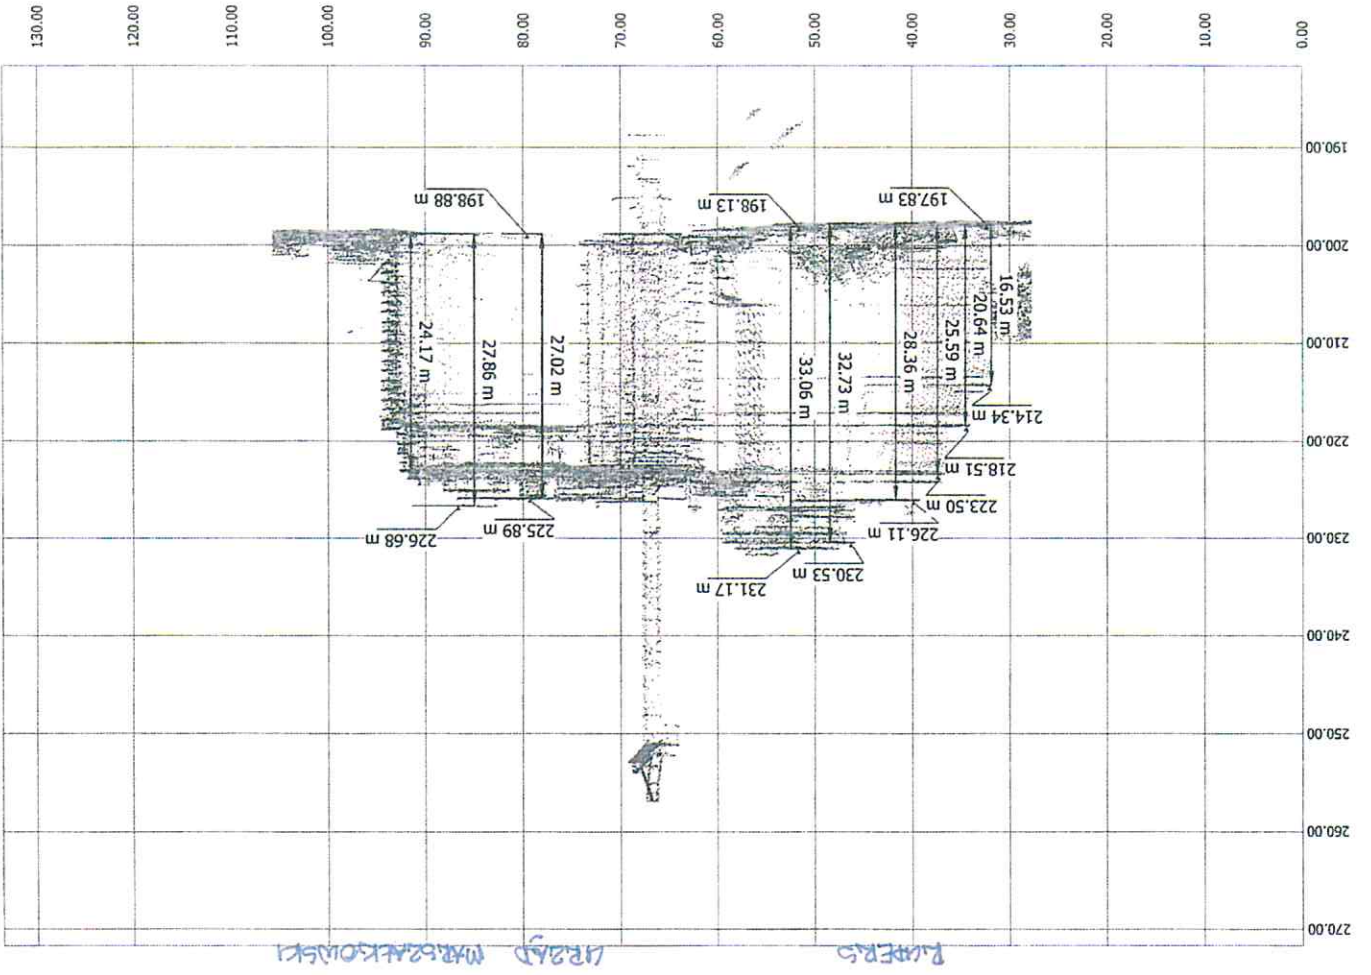 URZĄD MARSZAŁKOWSKI
270.00
260.00
250.00
240.00
230.00
220.00
210.00
200.00
190.00
231.17 m
230.53 m
226.11 m
223.50 m
218.51 m
214.34 m
225.89 m
226.68 m
16.53 m
20.64 m
25.59 m
28.36 m
32.73 m
33.06 m
27.02 m
27.86 m
24.17 m
197.83 m
198.13 m
198.88 m
0.00
10.00
20.00
30.00
40.00
50.00
60.00
70.00
80.00
90.00
100.00
110.00
120.00
130.00